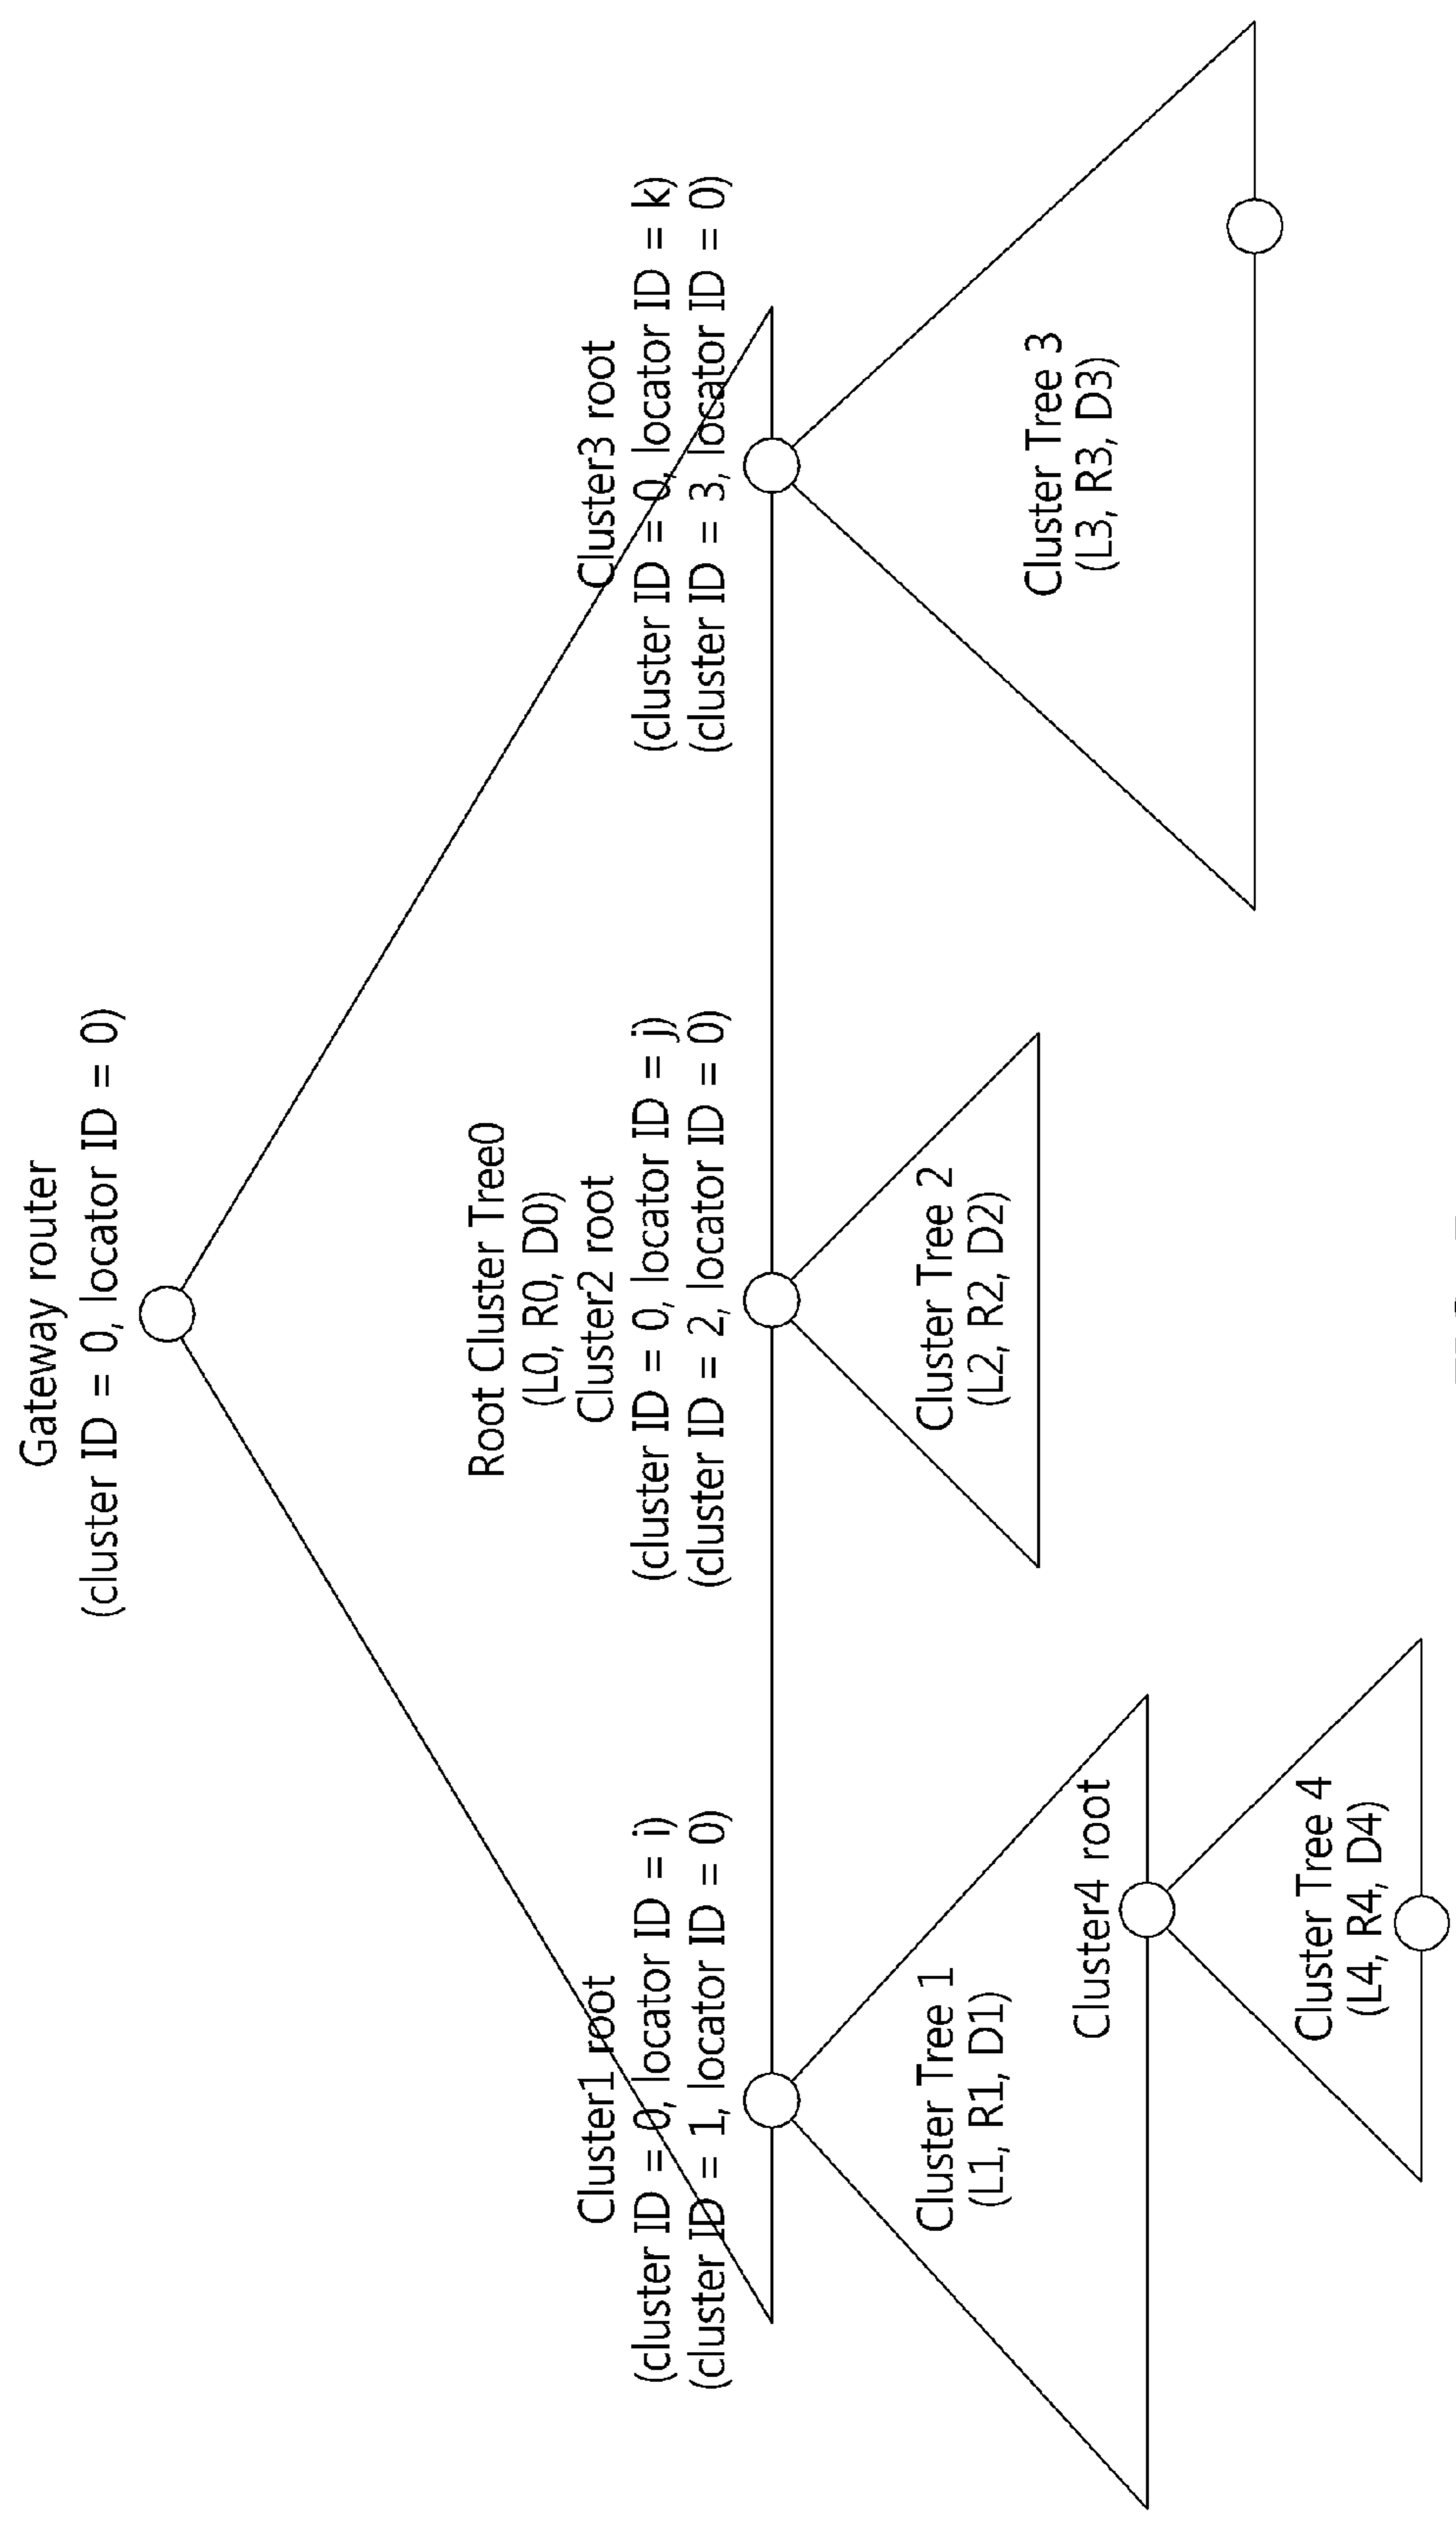 Gateway router
(cluster ID = 0, locator ID = 0)
Root Cluster Tree0
(L0, R0, D0)
Cluster1 root
(cluster ID = 0, locator ID = i)
(cluster ID = 1, locator ID = 0)
Cluster2 root
(cluster ID = 0, locator ID = j)
(cluster ID = 2, locator ID = 0)
Cluster3 root
(cluster ID = 0, locator ID = k)
(cluster ID = 3, locator ID = 0)
Cluster Tree 1
(L1, R1, D1)
Cluster Tree 2
(L2, R2, D2)
Cluster Tree 3
(L3, R3, D3)
Cluster4 root
Cluster Tree 4
(L4, R4, D4)